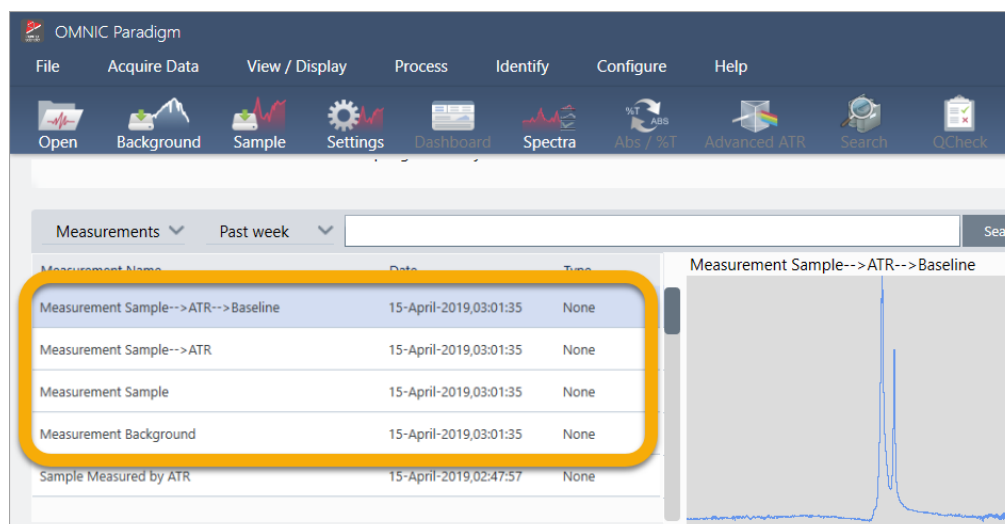 OMNIC Paradigm
File Acquire Data View / Display Process Identify Configure Help
%T ABS
Open Background Sample Settings Dashboard Spectra Abs / %T Advanced ATR Search QCheck
Measurements Past week Sea
Measurement Name Date Type
Measurement Sample-->ATR-->Baseline
Measurement Sample-->ATR-->Baseline 15-April-2019,03:01:35 None
Measurement Sample-->ATR 15-April-2019,03:01:35 None
Measurement Sample 15-April-2019,03:01:35 None
Measurement Background 15-April-2019,03:01:35 None
Sample Measured by ATR 15-April-2019,02:47:57 None